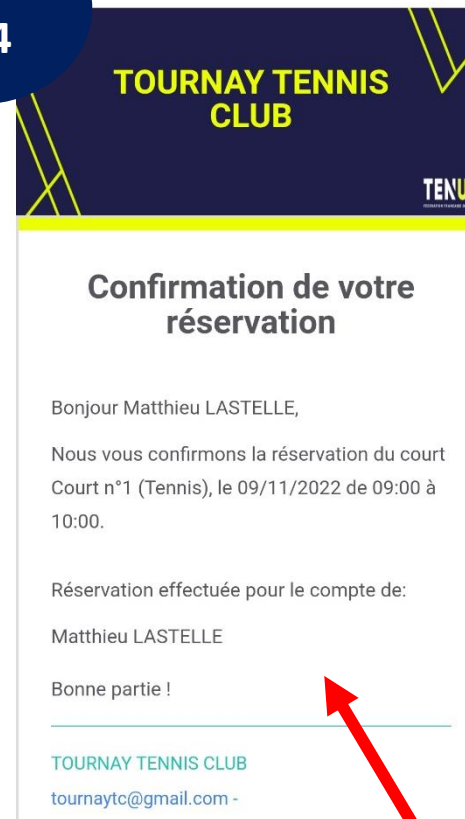 4
TOURNAY TENNIS
CLUB
TENU
Confirmation de votre
réservation
Bonjour Matthieu LASTELLE,
Nous vous confirmons la réservation du court
Court n°1 (Tennis), le 09/11/2022 de 09:00 à
10:00.
Réservation effectuée pour le compte de:
Matthieu LASTELLE
Bonne partie !
TOURNAY TENNIS CLUB
tournaytc@gmail.com -